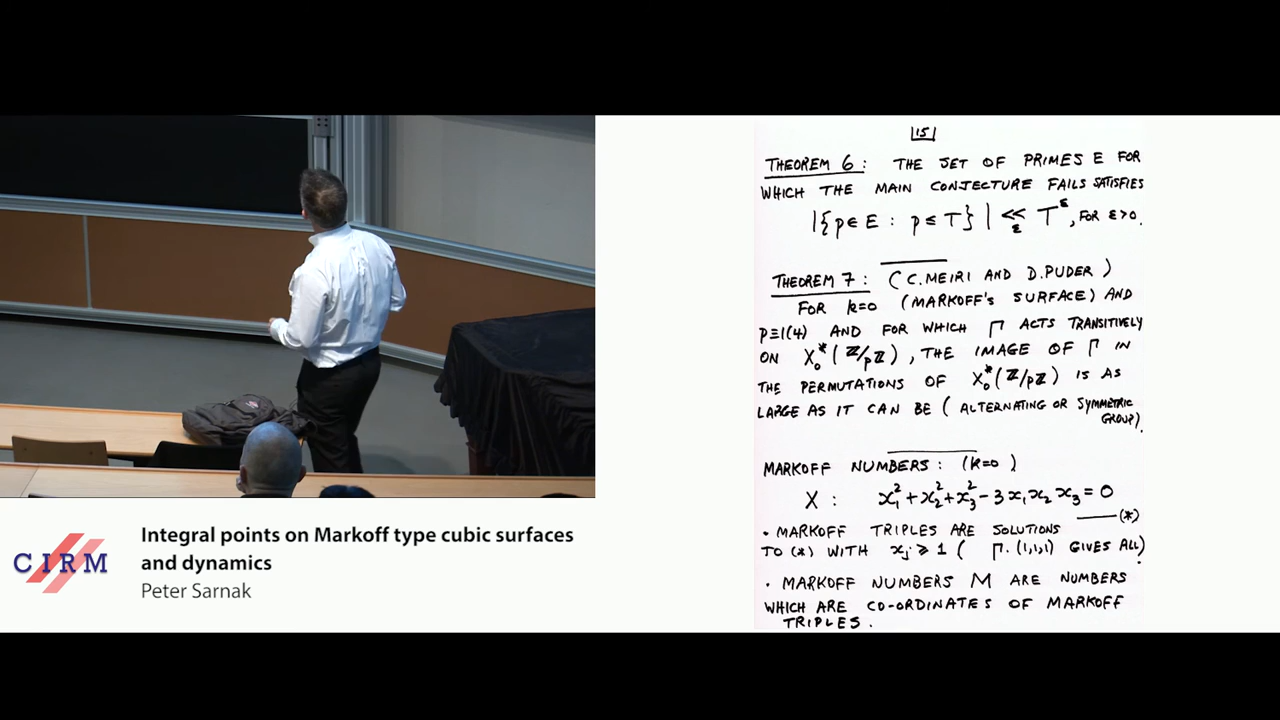 15
THEOREM 6: THE SET OF PRIMES E FOR
WHICH THE MAIN CONJECTURE FAILS SATISFIES
|{p∈E : p≤T}| ≪_ε T^ε, FOR ε>0.
THEOREM 7: (C.MEIRI AND D.PUDER)
FOR k=0 (MARKOFF'S SURFACE) AND
P≡1(4) AND FOR WHICH Γ ACTS TRANSITIVELY
ON X₀*(ℤ/pℤ), THE IMAGE OF Γ IN
THE PERMUTATIONS OF X₀*(ℤ/pℤ) IS AS
LARGE AS IT CAN BE (ALTERNATING OR SYMMETRIC
GROUP).
MARKOFF NUMBERS: (k=0)
X: x₁²+x₂²+x₃²-3x₁x₂x₃=0
(*)
• MARKOFF TRIPLES ARE SOLUTIONS
TO (*) WITH xⱼ≥1 (Γ.(1,1,1) GIVES ALL).
• MARKOFF NUMBERS M ARE NUMBERS
WHICH ARE CO-ORDINATES OF MARKOFF
TRIPLES.
CIRM
Integral points on Markoff type cubic surfaces
and dynamics
Peter Sarnak